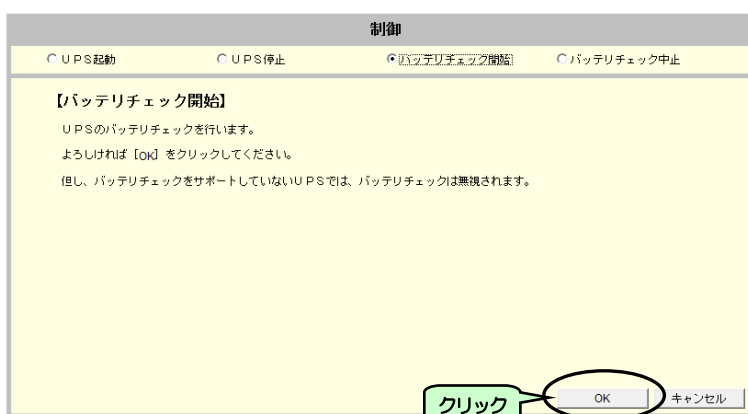 制御
ＵＰＳ起動 ＵＰＳ停止 バッテリチェック開始 バッテリチェック中止
【バッテリチェック開始】
ＵＰＳのバッテリチェックを行います。
よろしければ［OK］をクリックしてください。
但し、バッテリチェックをサポートしていないＵＰＳでは、バッテリチェックは無視されます。
クリック OK キャンセル